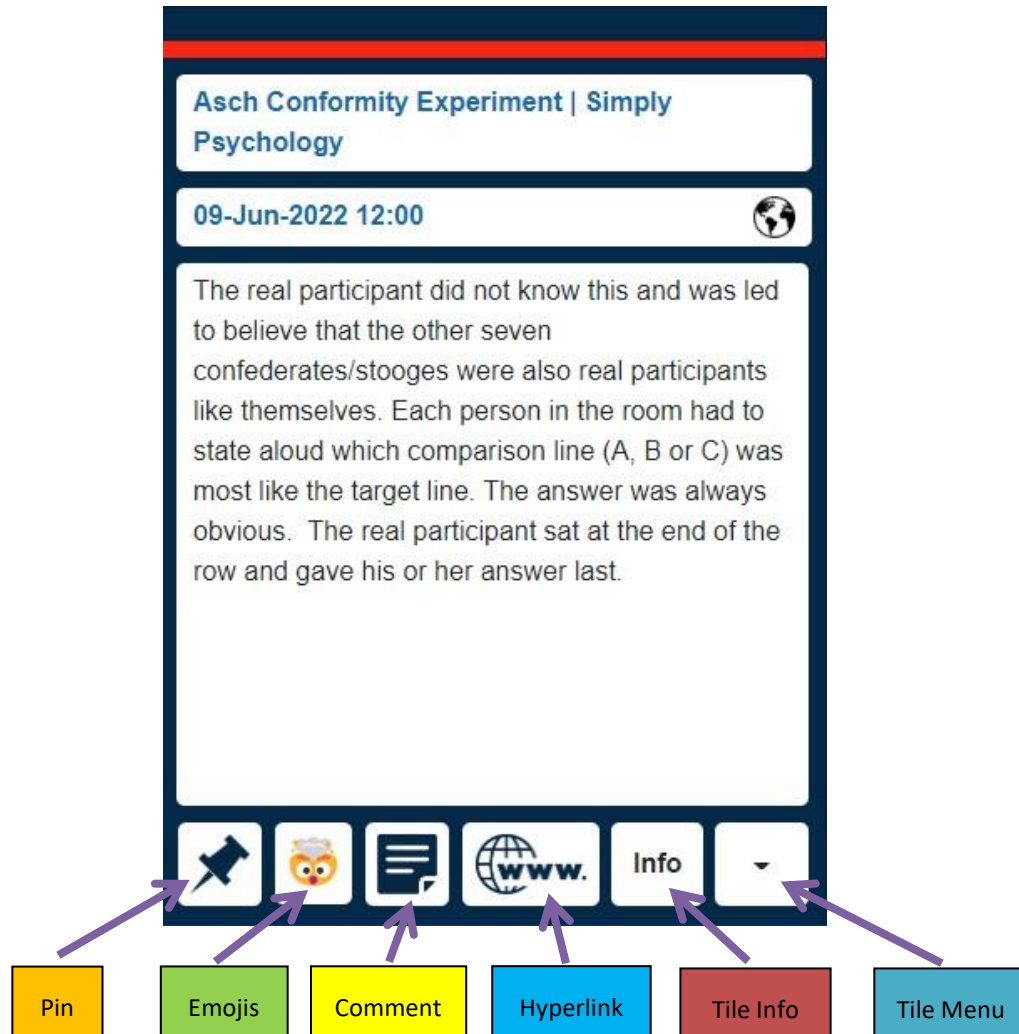 Asch Conformity Experiment | Simply
Psychology
09-Jun-2022 12:00
The real participant did not know this and was led
to believe that the other seven
confederates/stooges were also real participants
like themselves. Each person in the room had to
state aloud which comparison line (A, B or C) was
most like the target line. The answer was always
obvious.  The real participant sat at the end of the
row and gave his or her answer last.
www.
Info
Pin
Emojis
Comment
Hyperlink
Tile Info
Tile Menu